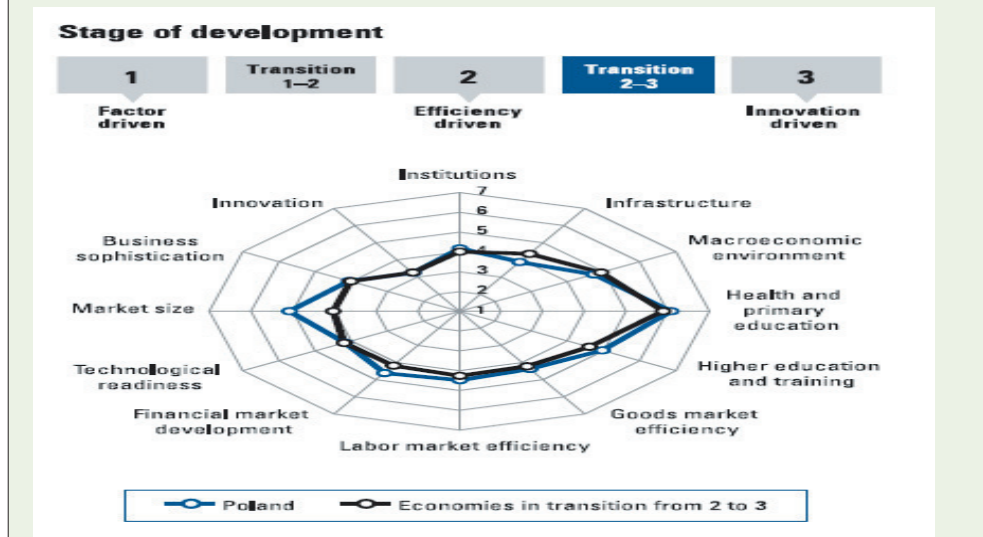 Stage of development
1
Transition
1–2
2
Transition
2–3
3
Factor
driven
Efficiency
driven
Innovation
driven
Institutions
Innovation
Infrastructure
Business
sophistication
Macroeconomic
environment
Market size
Health and
primary
education
Technological
readiness
Higher education
and training
Financial market
development
Goods market
efficiency
Labor market efficiency
7
6
5
4
3
2
1
Poland
Economies in transition from 2 to 3